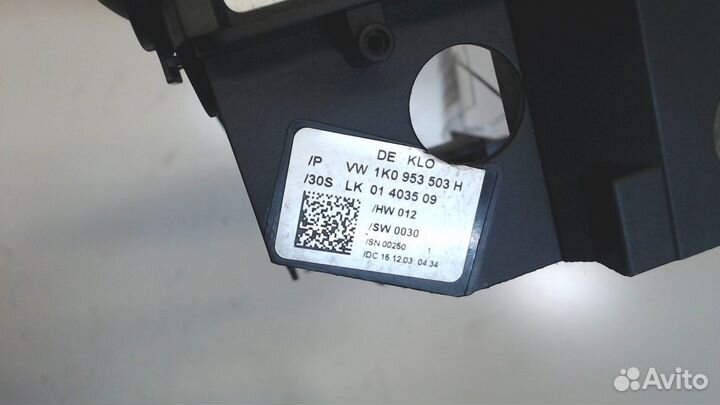 DE KLO
/P VW 1K0 953 503 H
/30S LK 01 4035 09
/HW 012
/SW 0030
/SN 00250 1
/DC 15.12.03 04.34
Avito